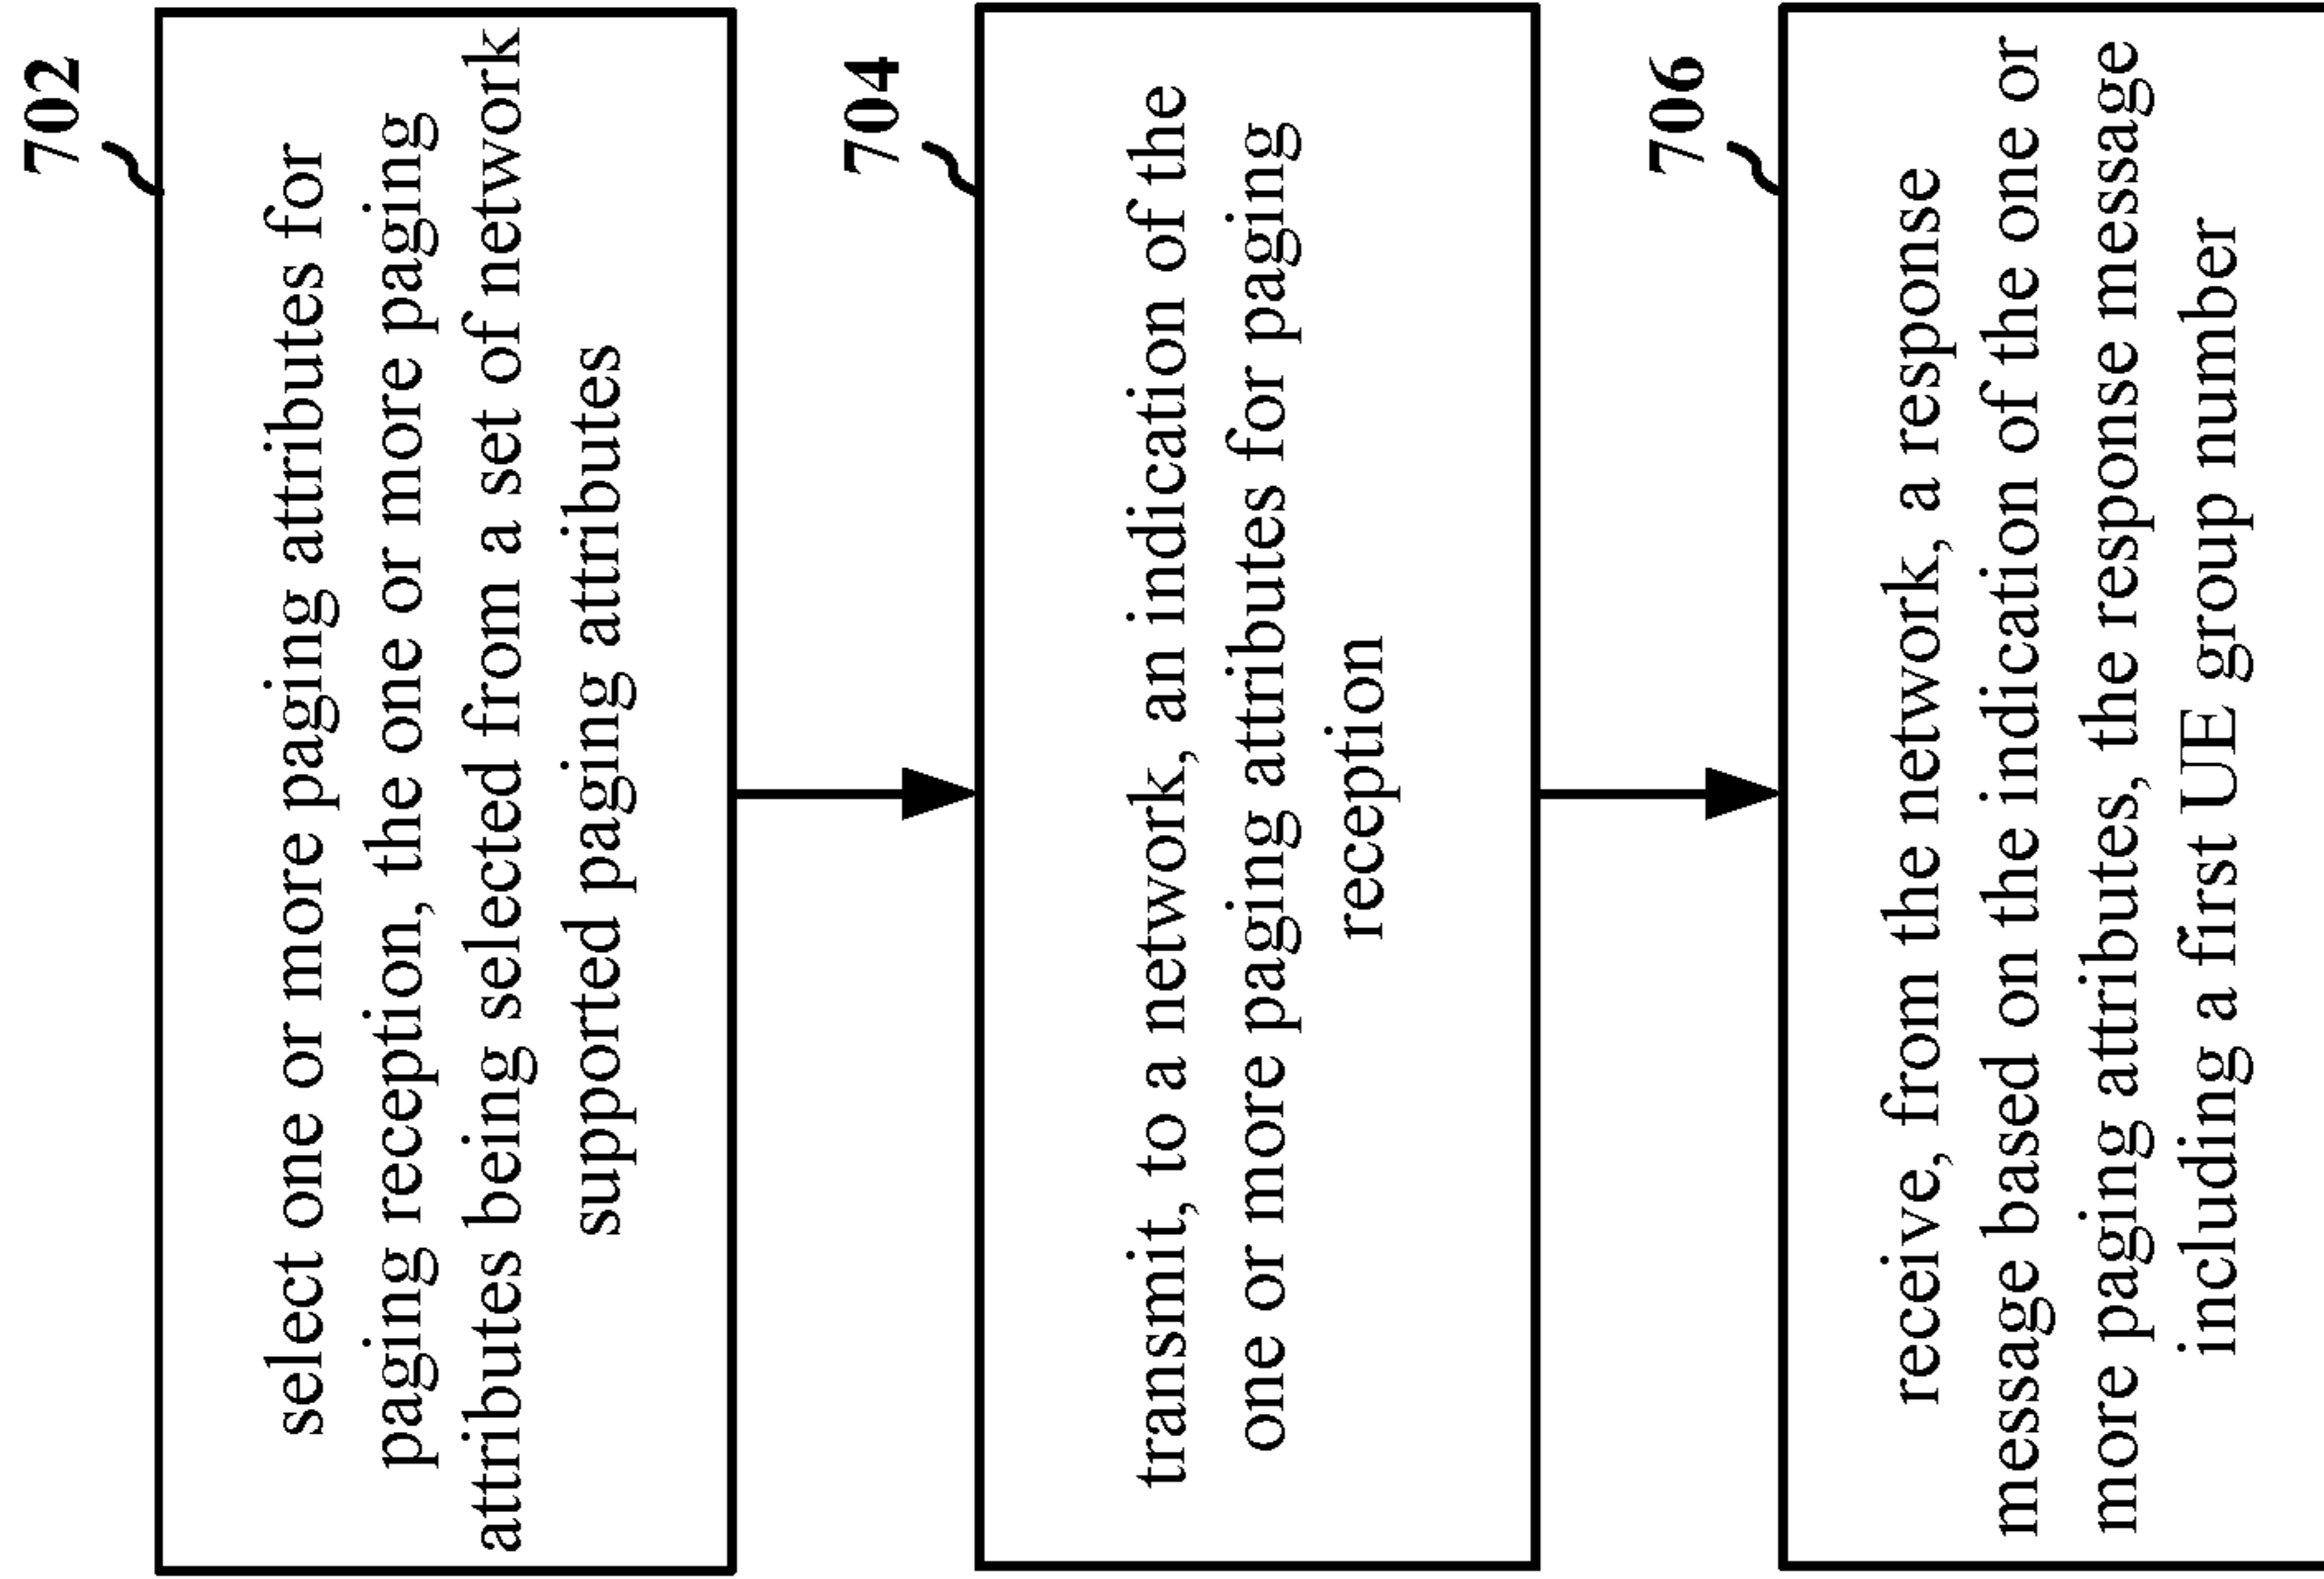 702
select one or more paging attributes for
paging reception, the one or more paging
attributes being selected from a set of network
supported paging attributes
704
transmit, to a network, an indication of the
one or more paging attributes for paging
reception
706
receive, from the network, a response
message based on the indication of the one or
more paging attributes, the response message
including a first UE group number